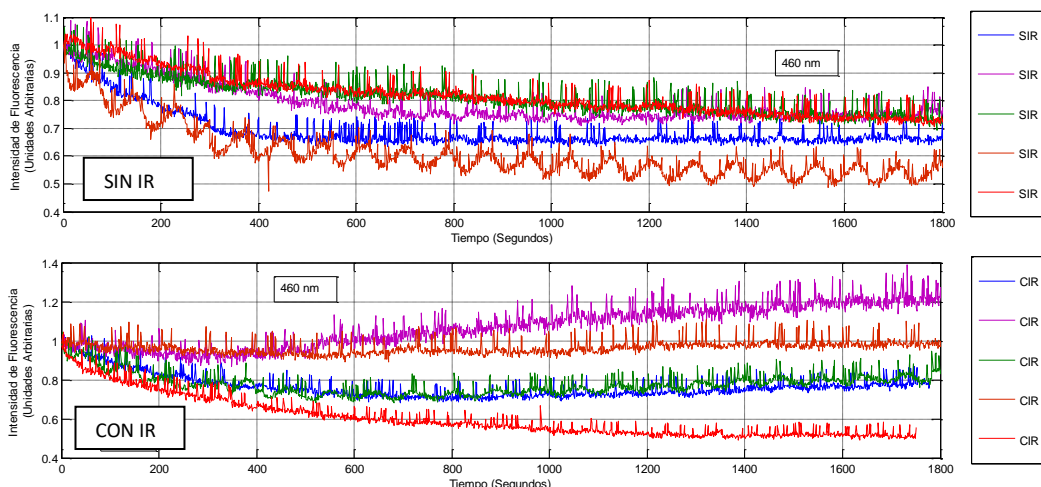 Intensidad de Fluorescencia
(Unidades Arbitratias)
1.1
1
0.9
0.8
0.7
0.6
0.5
0.4
460 nm
SIN IR
0 200 400 600 800 1000 1200 1400 1600 1800
Tiempo (Segundos)
SIR
SIR
SIR
SIR
SIR
Intensidad de Fluorescencia
(Unidades Arbitrarias)
1.4
1.2
1.0
0.8
0.6
0.4
460 nm
CON IR
0 200 400 600 800 1000 1200 1400 1600 1800
Tiempo (Segundos)
CIR
CIR
CIR
CIR
CIR